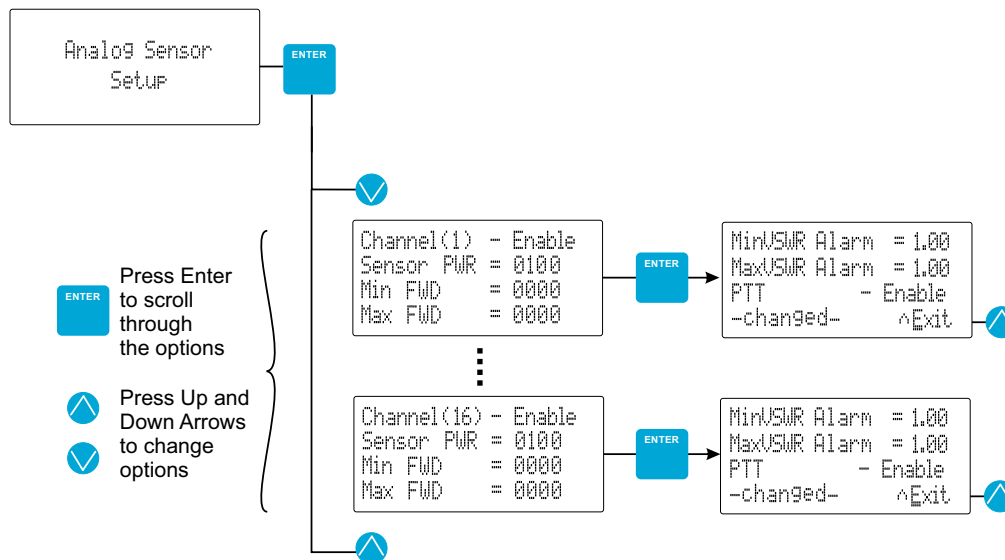 Analog Sensor
Setup
ENTER
Channel(1) - Enable
Sensor PWR = 0100
Min FWD = 0000
Max FWD = 0000
ENTER
MinVSWR Alarm = 1.00
MaxVSWR Alarm = 1.00
PTT - Enable
-changed- ^Exit
ENTER
Press Enter
to scroll
through
the options
Press Up and
Down Arrows
to change
options
Channel(16) - Enable
Sensor PWR = 0100
Min FWD = 0000
Max FWD = 0000
ENTER
MinVSWR Alarm = 1.00
MaxVSWR Alarm = 1.00
PTT - Enable
-changed- ^Exit